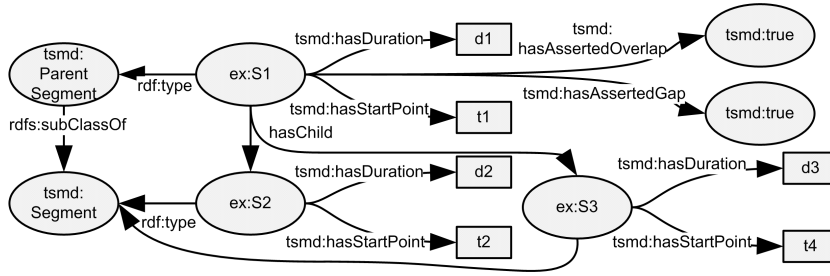 tsmd:
hasAssertedOverlap
tsmd:true
tsmd:hasDuration
d1
tsmd:
Parent
Segment
rdf:type
ex:S1
tsmd:hasAssertedGap
tsmd:true
tsmd:hasStartPoint
t1
rdfs:subClassOf
hasChild
tsmd:hasDuration
d2
tsmd:hasDuration
d3
tsmd:
Segment
rdf:type
ex:S2
ex:S3
tsmd:hasStartPoint
t2
tsmd:hasStartPoint
t4